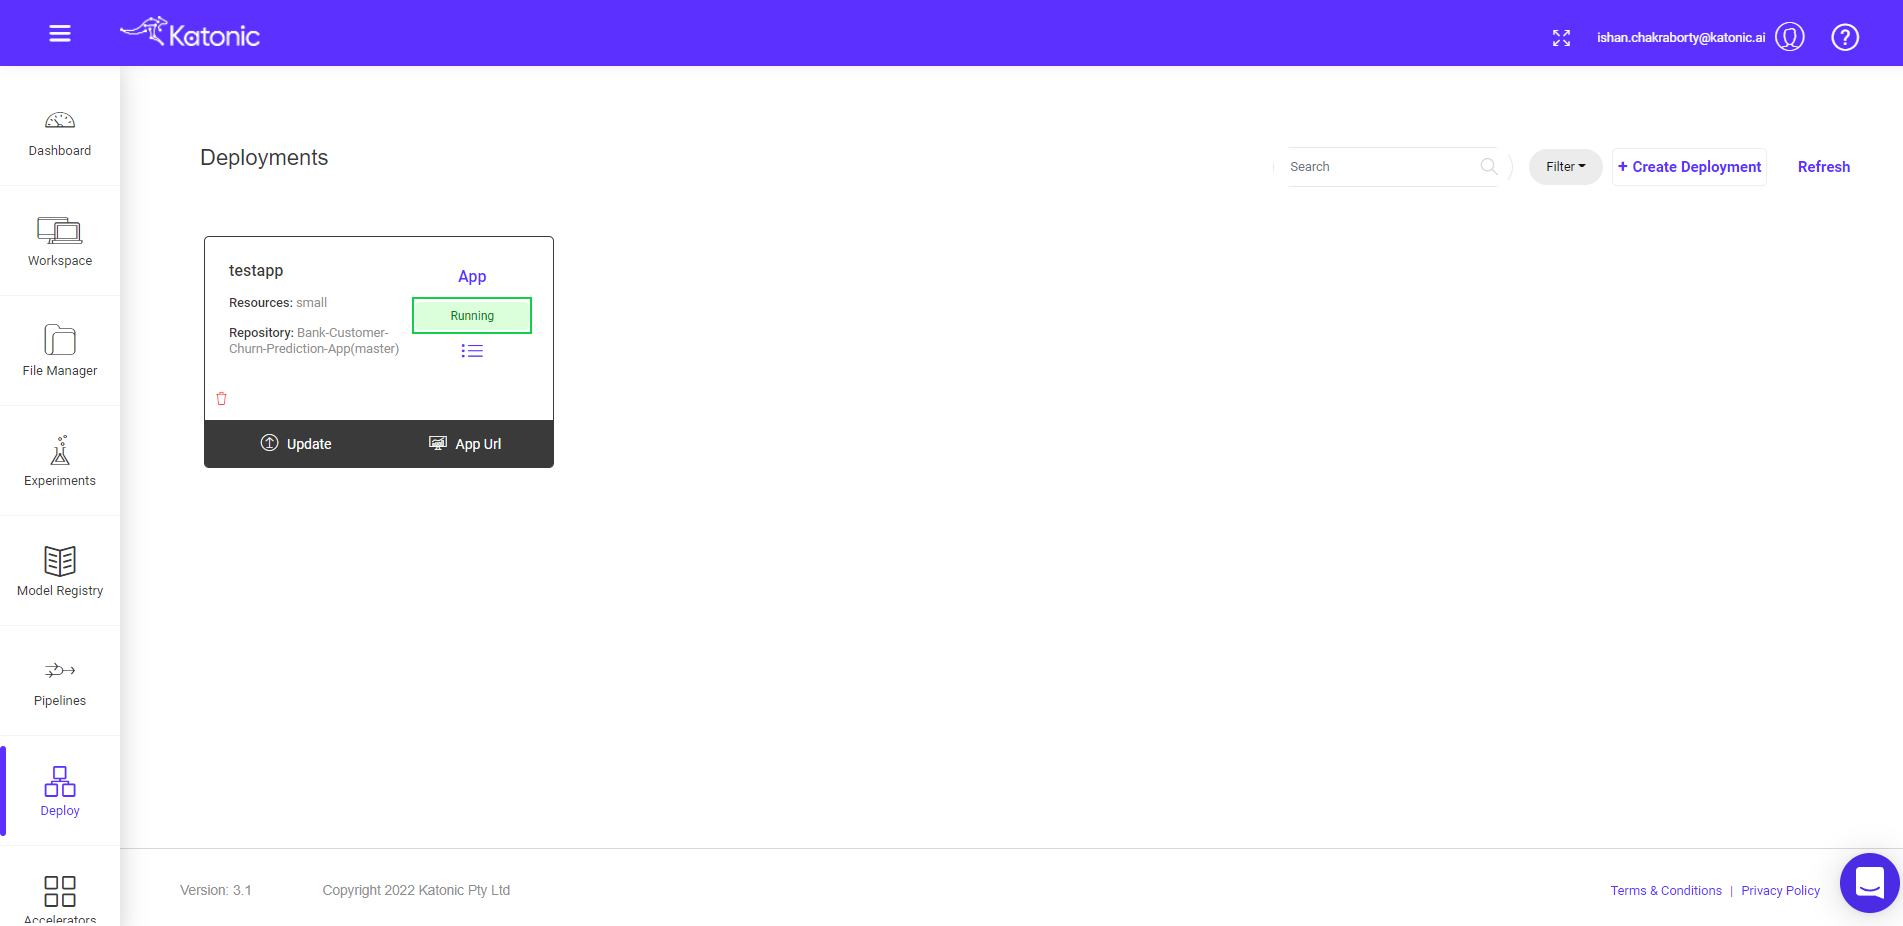 Katonic
ishan.chakraborty@katonic.ai
?
Dashboard
Workspace
File Manager
Experiments
Model Registry
Pipelines
Deploy
Accelerators
Deployments
Search
Filter
+ Create Deployment
Refresh
testapp
App
Resources: small
Running
Repository: Bank-Customer-
Churn-Prediction-App(master)
Update
App Url
Version: 3.1
Copyright 2022 Katonic Pty Ltd
Terms & Conditions | Privacy Policy